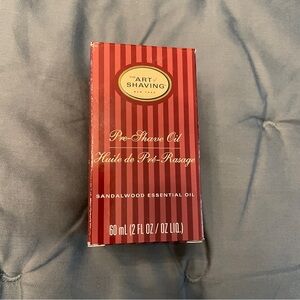 THE
ART of
SHAVING
NEW YORK
Pre-Shave Oil
Huile de Pré-Rasage
SANDALWOOD ESSENTIAL OIL
60 mL (2 FL OZ / OZ LIQ.)